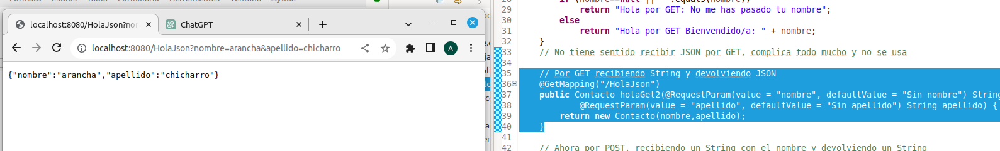 localhost:8080/HolaJson?nom
ChatGPT
localhost:8080/HolaJson?nombre=arancha&apellido=chicharro
A
{"nombre":"arancha","apellido":"chicharro"}
29 return "Hola por GET: No me has pasado tu nombre";
30 else
31 return "Hola por GET Bienvendido/a: " + nombre;
32 }
33 // No tiene sentido recibir JSON por GET, complica todo mucho y no se usa
34
35 // Por GET recibiendo String y devolviendo JSON
36 @GetMapping("/HolaJson")
37 public Contacto holaGet2(@RequestParam(value = "nombre", defaultValue = "Sin nombre") String
38 @RequestParam(value = "apellido", defaultValue = "Sin apellido") String apellido) {
39 return new Contacto(nombre,apellido);
40 }
41
42 // Ahora por POST, recibiendo un String con el nombre y devolviendo un String